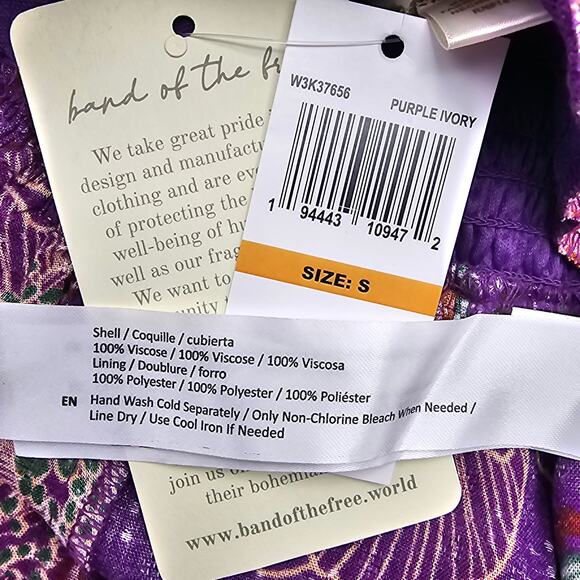 band of the fr
We take great pride
design and manufactu
clothing and are ev
of protecting the
well-being of hu
well as our frag
We want to
W3K37656
PURPLE IVORY
1 94443 10947 2
SIZE: S
Shell / Coquille / cubierta
100% Viscose / 100% Viscose / 100% Viscosa
Lining / Doublure / forro
100% Polyester / 100% Polyester / 100% Poliéster
EN Hand Wash Cold Separately / Only Non-Chlorine Bleach When Needed /
Line Dry / Use Cool Iron If Needed
join us o
their bohemia
www.bandofthefree.world